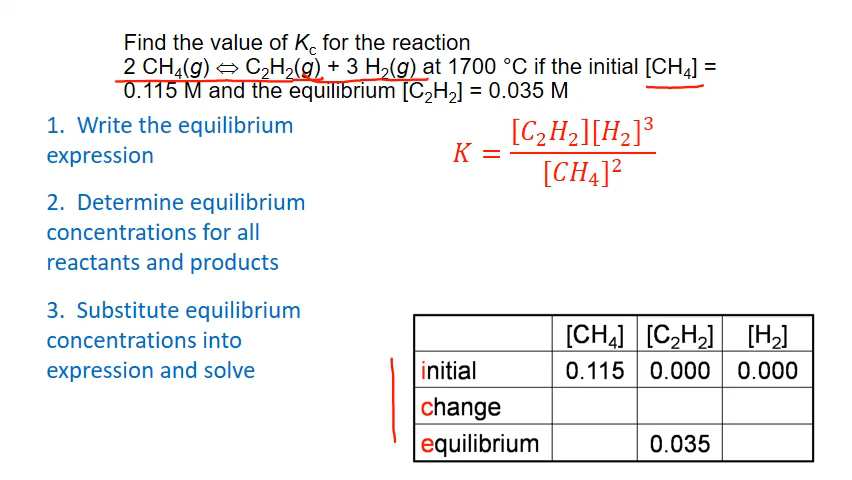 Find the value of Kc for the reaction
2 CH₄(g) ⇔ C₂H₂(g) + 3 H₂(g) at 1700 °C if the initial [CH₄] =
0.115 M and the equilibrium [C₂H₂] = 0.035 M
1. Write the equilibrium
expression
K = [C₂H₂][H₂]³ / [CH₄]²
2. Determine equilibrium
concentrations for all
reactants and products
3. Substitute equilibrium
concentrations into
expression and solve
[CH₄] [C₂H₂] [H₂]
initial 0.115 0.000 0.000
change
equilibrium 0.035